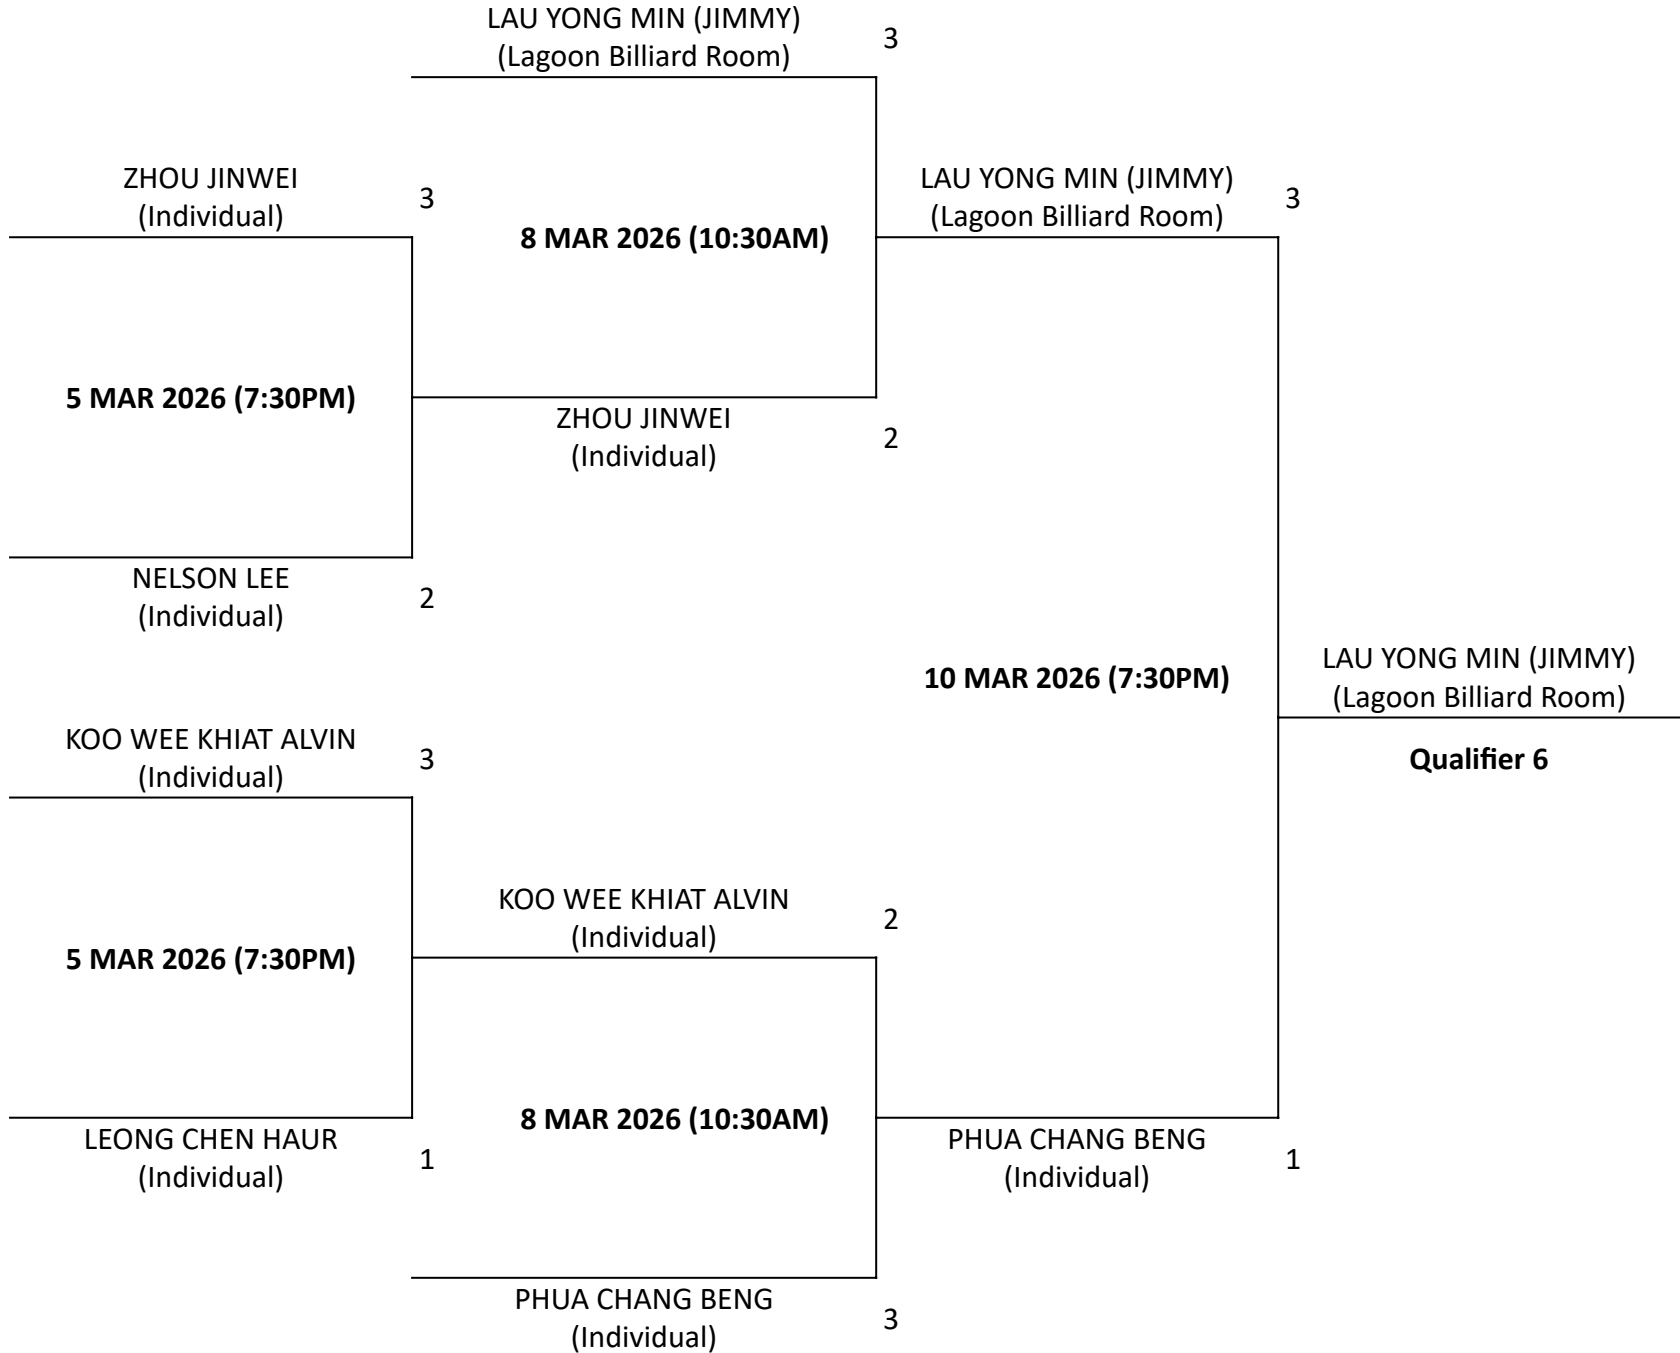 LAU YONG MIN (JIMMY)
(Lagoon Billiard Room)
3
ZHOU JINWEI
(Individual)
3
8 MAR 2026 (10:30AM)
LAU YONG MIN (JIMMY)
(Lagoon Billiard Room)
3
5 MAR 2026 (7:30PM)
ZHOU JINWEI
(Individual)
2
NELSON LEE
(Individual)
2
10 MAR 2026 (7:30PM)
LAU YONG MIN (JIMMY)
(Lagoon Billiard Room)
Qualifier 6
KOO WEE KHIAT ALVIN
(Individual)
3
KOO WEE KHIAT ALVIN
(Individual)
2
5 MAR 2026 (7:30PM)
8 MAR 2026 (10:30AM)
LEONG CHEN HAUR
(Individual)
1
PHUA CHANG BENG
(Individual)
1
PHUA CHANG BENG
(Individual)
3